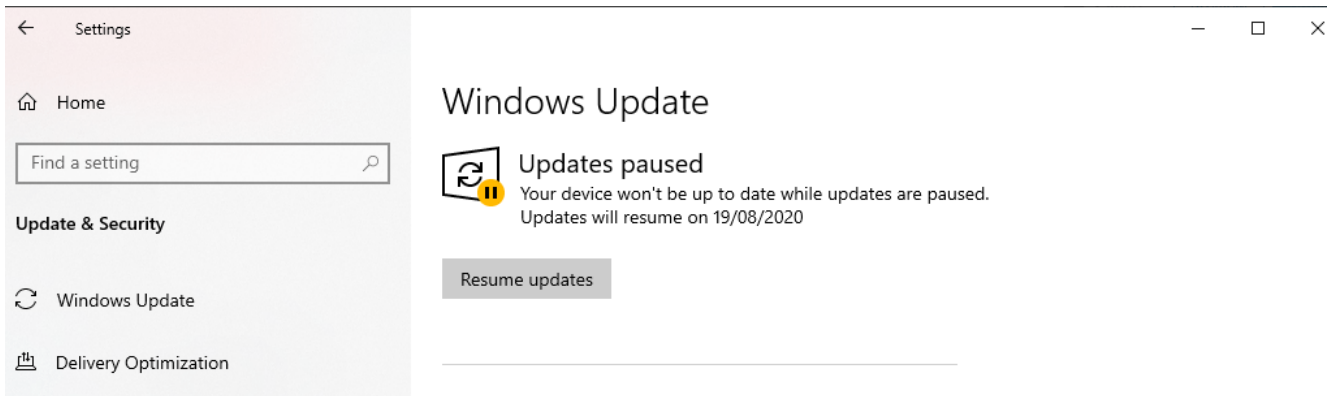 Settings
Home
Find a setting
Update & Security
Windows Update
Delivery Optimization
Windows Update
Updates paused
Your device won't be up to date while updates are paused.
Updates will resume on 19/08/2020
Resume updates